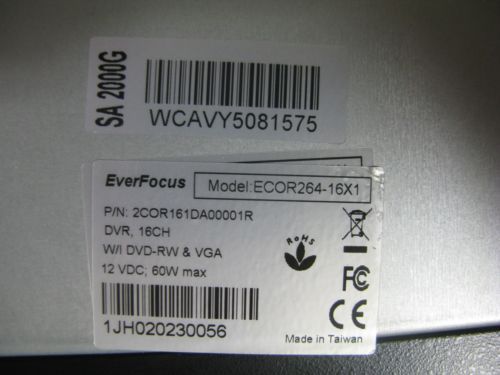 SA 2000G
WCAVY5081575
EverFocus
Model:ECOR264-16X1
P/N: 2COR161DA00001R
DVR, 16CH
W/I DVD-RW & VGA
12 VDC; 60W max
1JH020230056
RoHS
FC
CE
Made in Taiwan